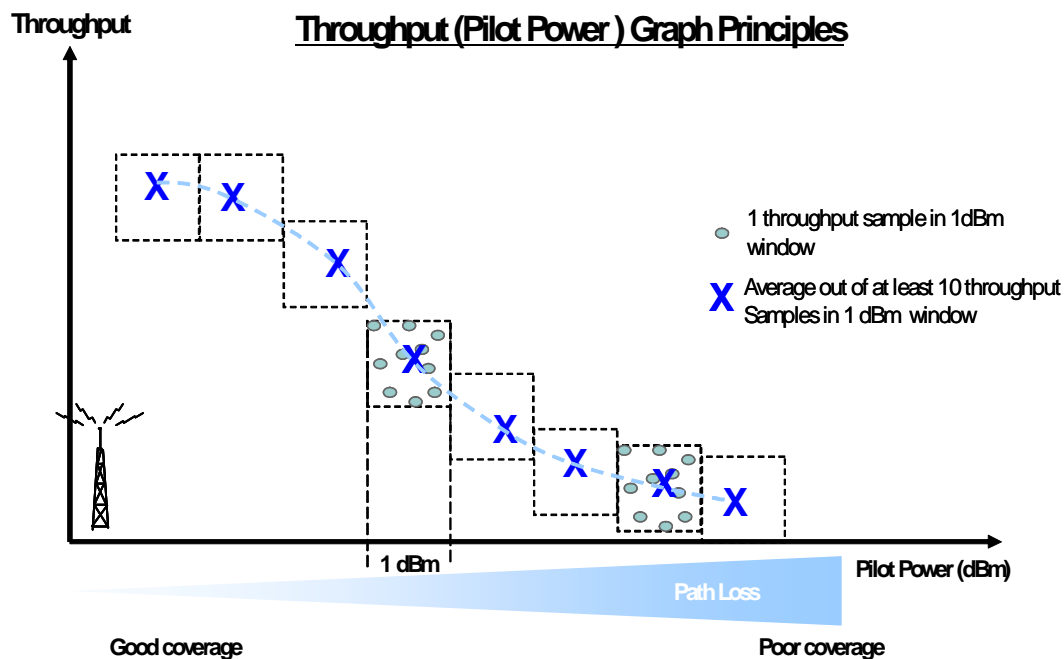 Throughput
Throughput (Pilot Power ) Graph Principles
1 throughput sample in 1dBm
window
X Average out of at least 10 throughput
Samples in 1 dBm window
X
X
X
X
X
X
X
X
1 dBm
Pilot Power (dBm)
Path Loss
Good coverage
Poor coverage